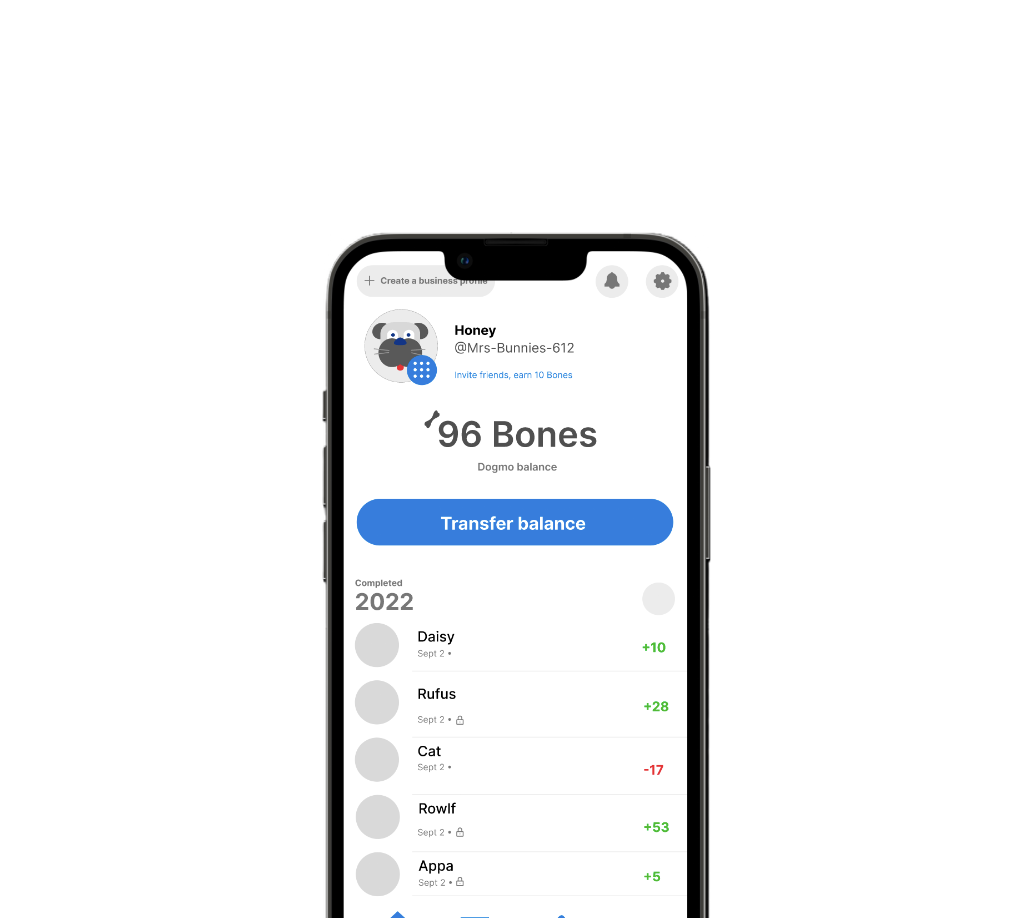 + Create a business profile
Honey
@Mrs-Bunnies-612
Invite friends, earn 10 Bones
96 Bones
Dogmo balance
Transfer balance
Completed
2022
Daisy
Sept 2 •
+10
Rufus
Sept 2 •
+28
Cat
Sept 2 •
-17
Rowlf
Sept 2 •
+53
Appa
Sept 2 •
+5